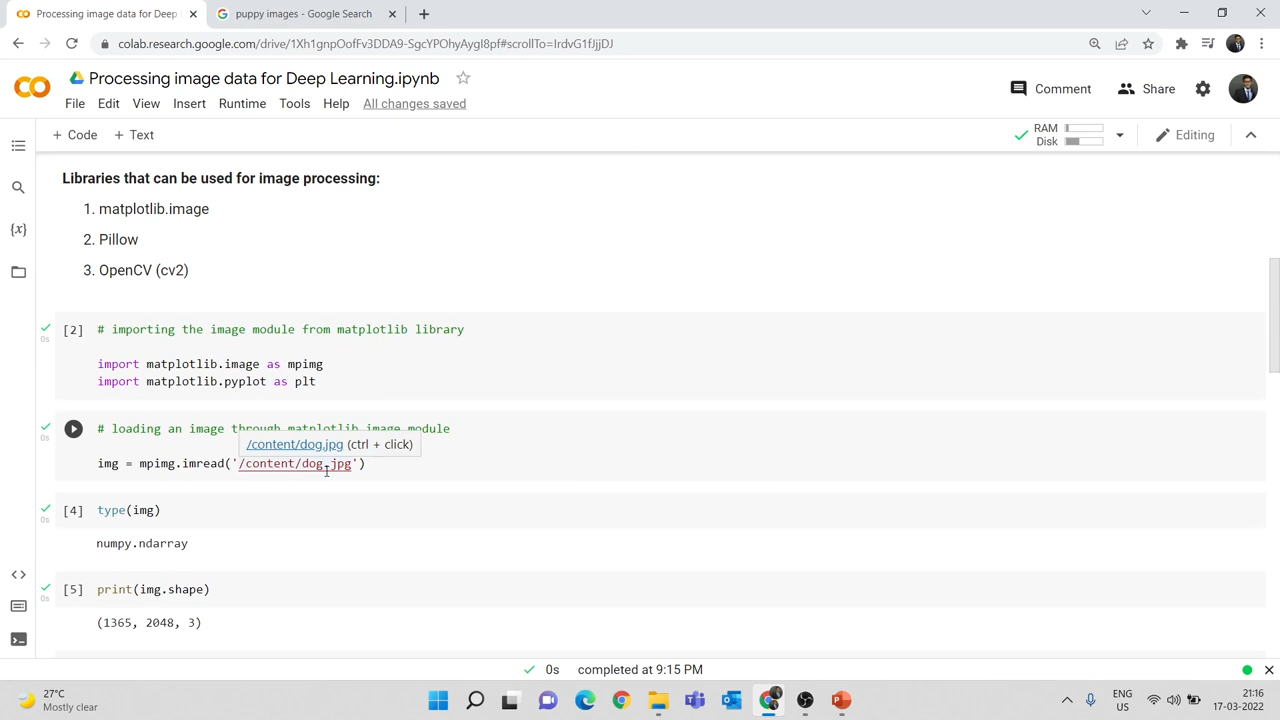 Processing image data for Deep L
puppy images - Google Search
colab.research.google.com/drive/1Xh1gnpOofFv3DDA9-SgcYPOhyAygI8pf#scrollTo=IrdvG1fJjjDJ
Processing image data for Deep Learning.ipynb
Comment
Share
File Edit View Insert Runtime Tools Help All changes saved
+ Code + Text
RAM
Disk
Editing
Libraries that can be used for image processing:
1. matplotlib.image
2. Pillow
3. OpenCV (cv2)
[2] # importing the image module from matplotlib library
0s
import matplotlib.image as mpimg
import matplotlib.pyplot as plt
# loading an image through matplotlib image module
0s
/content/dog.jpg (ctrl + click)
img = mpimg.imread('/content/dog.jpg')
[4] type(img)
0s
numpy.ndarray
[5] print(img.shape)
0s
(1365, 2048, 3)
0s completed at 9:15 PM
27°C
Mostly clear
ENG
US
21:16
17-03-2022